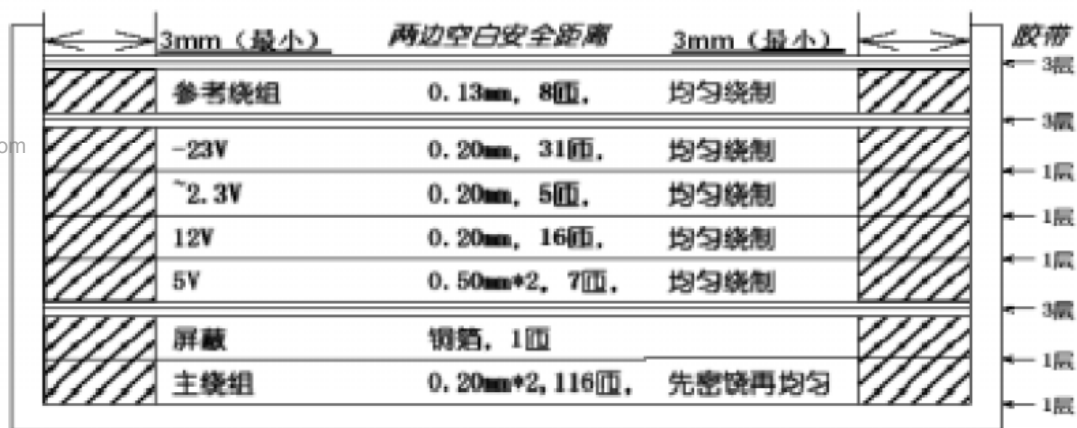 3mm（最小） 两边空白安全距离 3mm（最小） 胶带
3层
参考绕组 0.13mm, 8匝, 均匀绕制
3层
om
-23V 0.20mm, 31匝, 均匀绕制
1层
~2.3V 0.20mm, 5匝, 均匀绕制
1层
12V 0.20mm, 16匝, 均匀绕制
1层
5V 0.50mm*2, 7匝, 均匀绕制
3层
屏蔽 铜箔, 1匝
1层
主绕组 0.20mm*2,116匝, 先密饶再均匀
1层